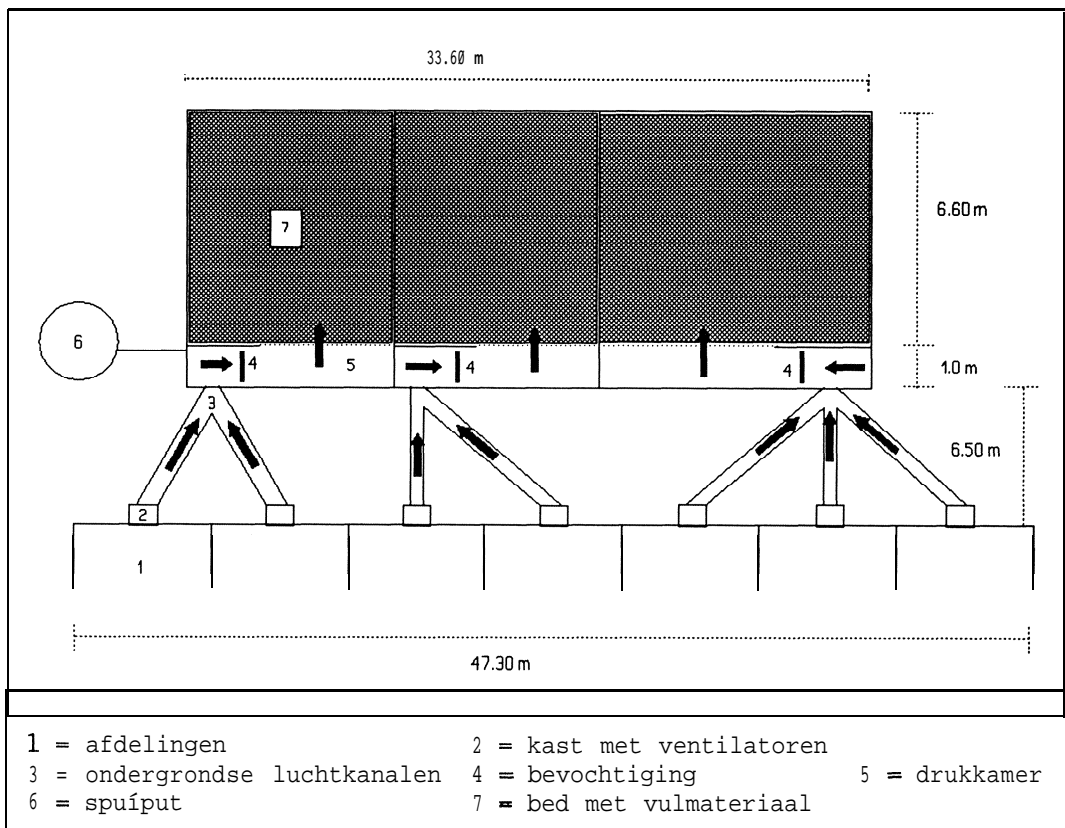 33.60 m
6.60 m
7
6
4
5
4
4
1.0 m
3
6.50 m
2
1
47.30 m
1 = afdelingen 2 = kast met ventilatoren
3 = ondergrondse luchtkanalen 4 = bevochtiging 5 = drukkamer
6 = spuíput 7 = bed met vulmateriaal